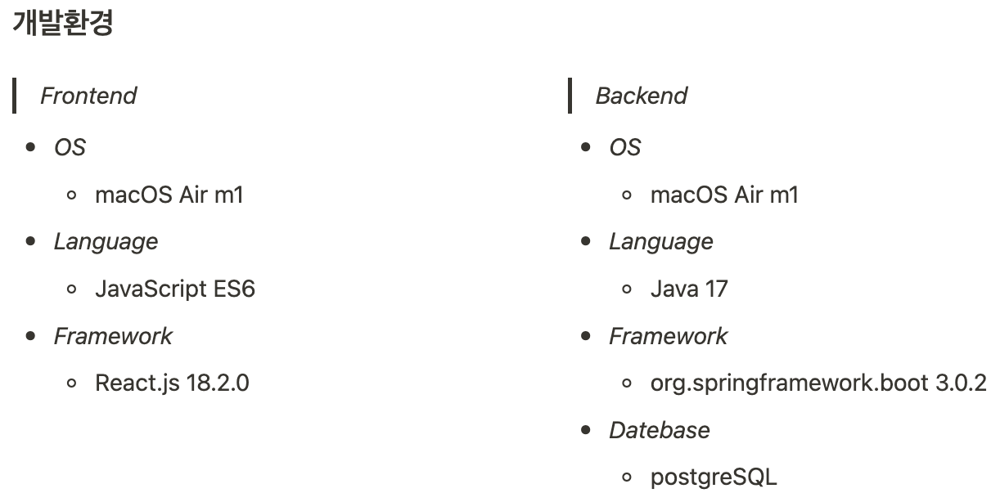 개발환경
Frontend
OS
macOS Air m1
Language
JavaScript ES6
Framework
React.js 18.2.0
Backend
OS
macOS Air m1
Language
Java 17
Framework
org.springframework.boot 3.0.2
Datebase
postgreSQL